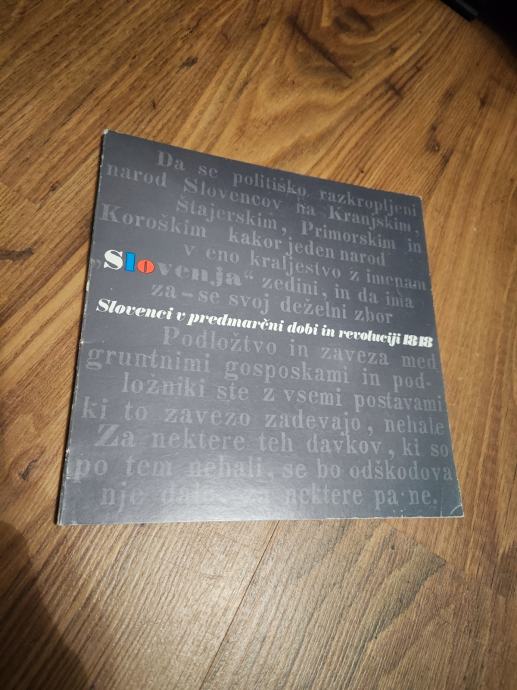 Da se politiško razkropljeni
narod Slovencov na Kranjskim,
Štajerskim, Primorskim in
Koroškim kakor jeden narod
v eno kraljestvo z imenam
„Slovenja“ zedini, in da ima
za-se svoj deželni zbor
Slovenci v predmarčni dobi in revoluciji 1848
Podložtvo in zaveza med
gruntnimi gosposkami in pod-
ložniki ste z vsemi postavami,
ki to zavezo zadevajo, nehale
Za nektere teh davkov, ki so
po tem nehali, se bo odškodova
nje dalo, za nektere pa ne.